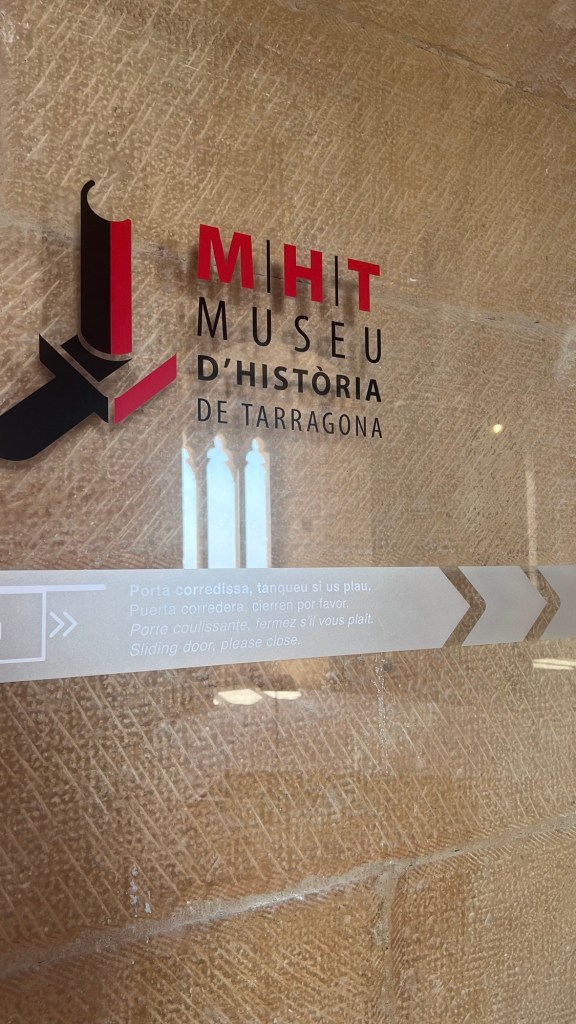 M|H|T
MUSEU
D'HISTÒRIA
DE TARRAGONA
Porta corredissa, tanqueu si us plau.
Puerta corredera, cierren por favor.
Porte coulissante, fermez s'il vous plaît.
Sliding door, please close.